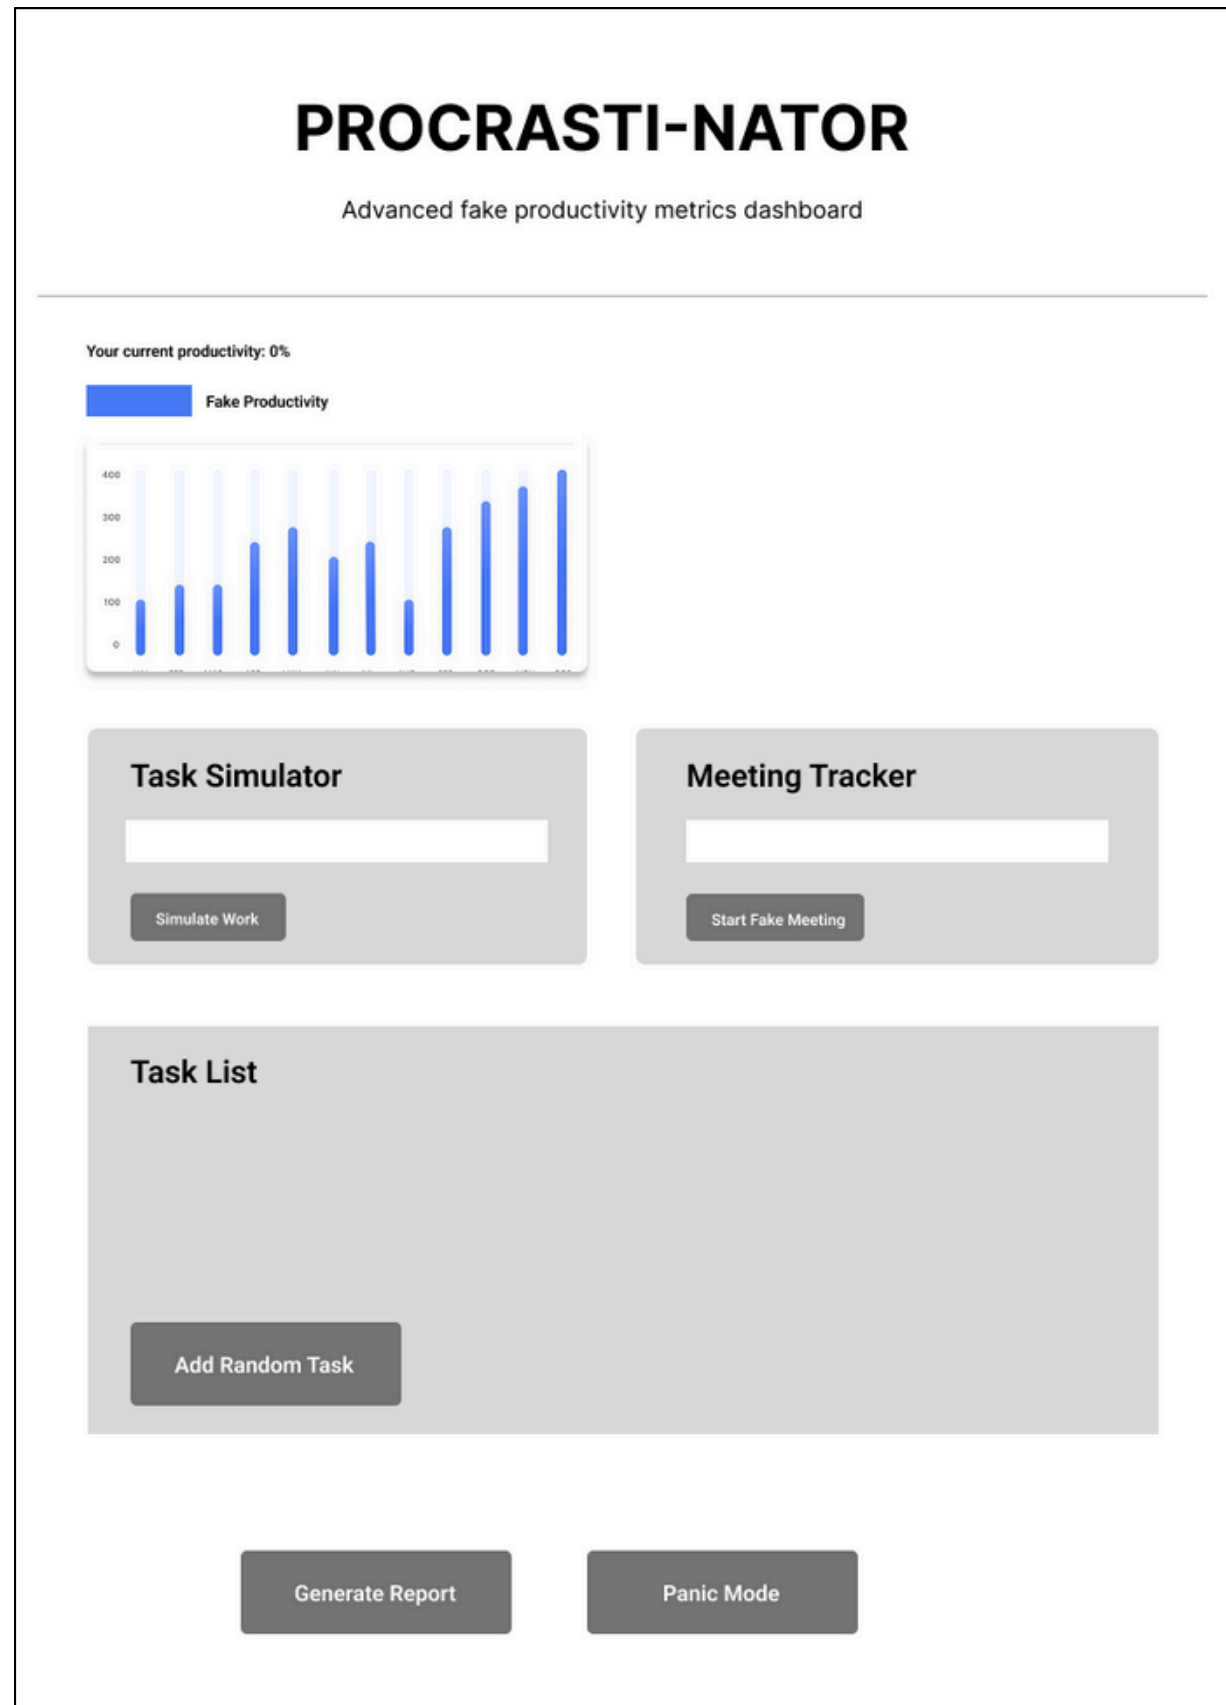 PROCRASTI-NATOR
Advanced fake productivity metrics dashboard
Your current productivity: 0%
Fake Productivity
400
300
200
100
0
Task Simulator
Simulate Work
Meeting Tracker
Start Fake Meeting
Task List
Add Random Task
Generate Report
Panic Mode